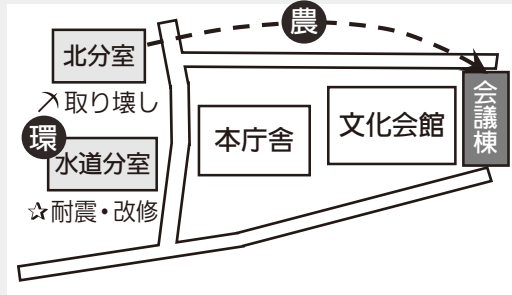 農
北分室
取り壊し
環
水道分室
☆耐震・改修
本庁舎
文化会館
会議棟